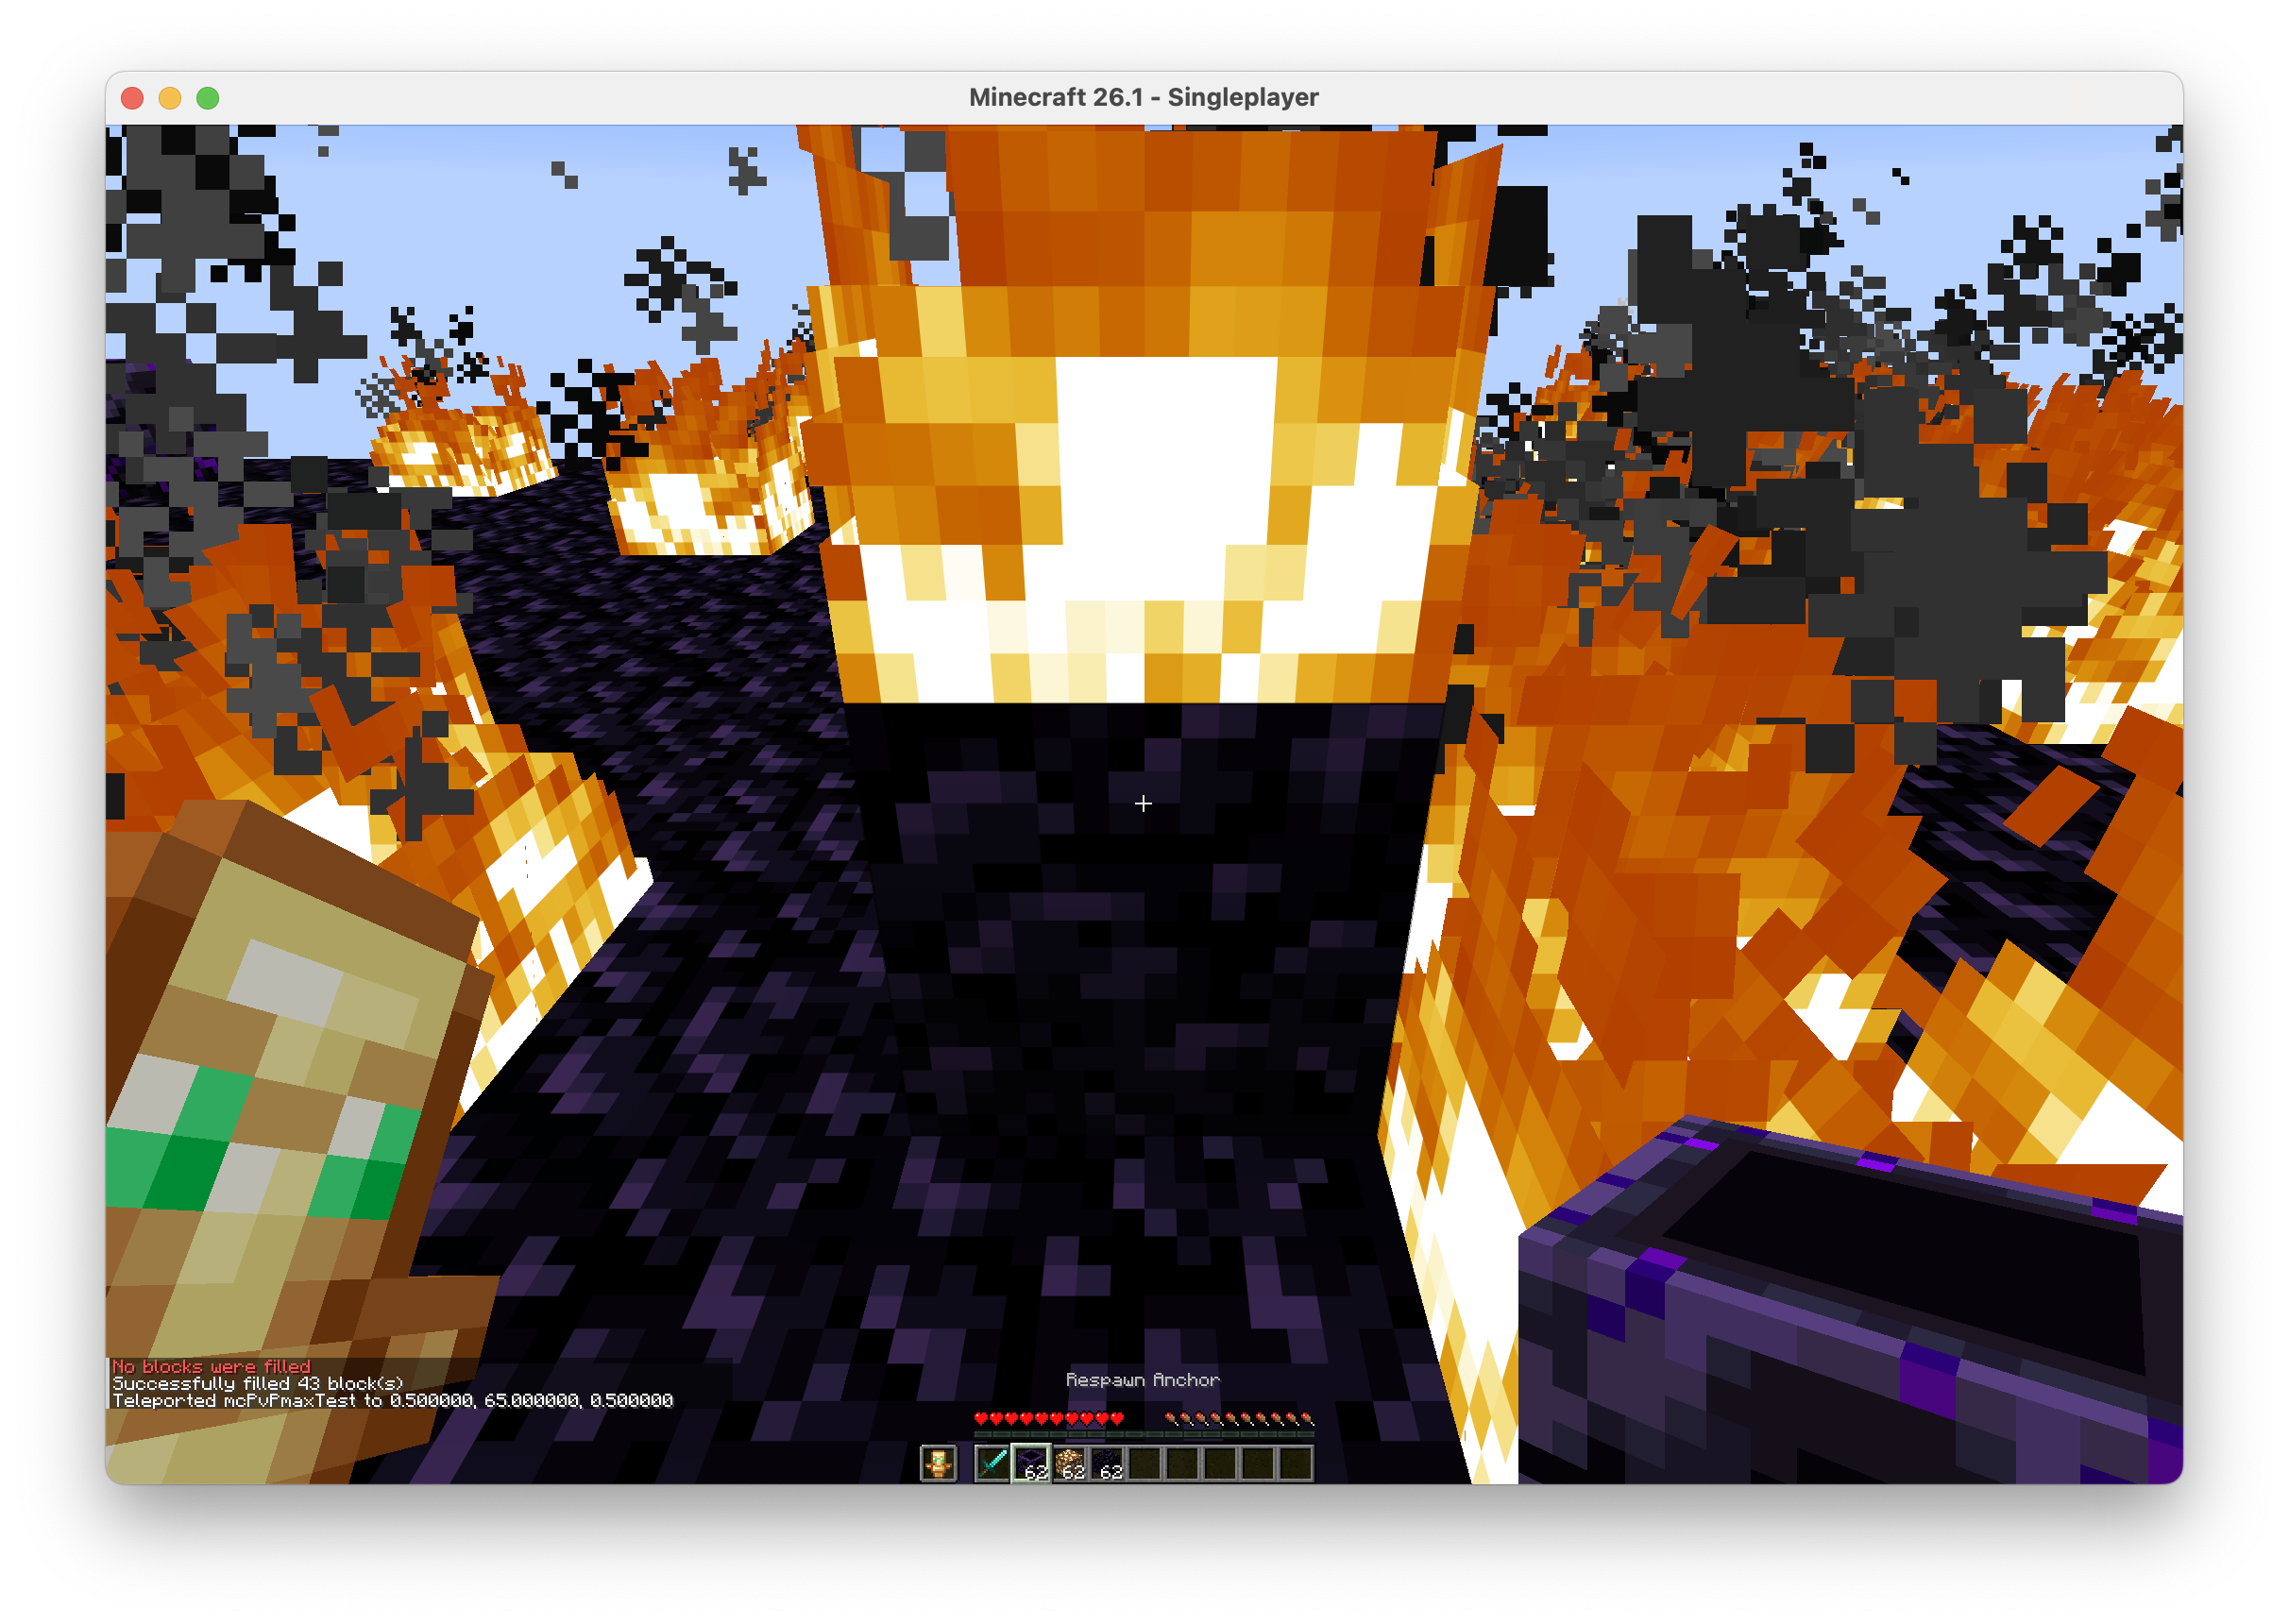 Minecraft 26.1 - Singleplayer
No blocks were filled
Successfully filled 43 block(s)
Teleported mcPvPmaxTest to 0.500000, 65.000000, 0.500000
Respawn Anchor
62 62 62